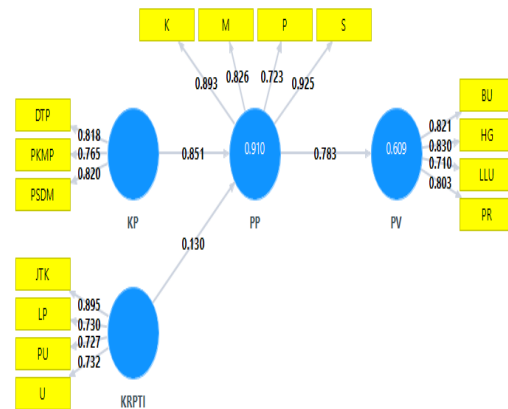 K M P S
0.893 0.826 0.723 0.925
DTP
PKMP
PSDM
0.818
0.765
0.820
KP
0.851
0.910
PP
0.783
0.609
PV
0.821
0.830
0.710
0.803
BU
HG
LLU
PR
0.130
JTK
LP
PU
U
0.895
0.730
0.727
0.732
KRPTI